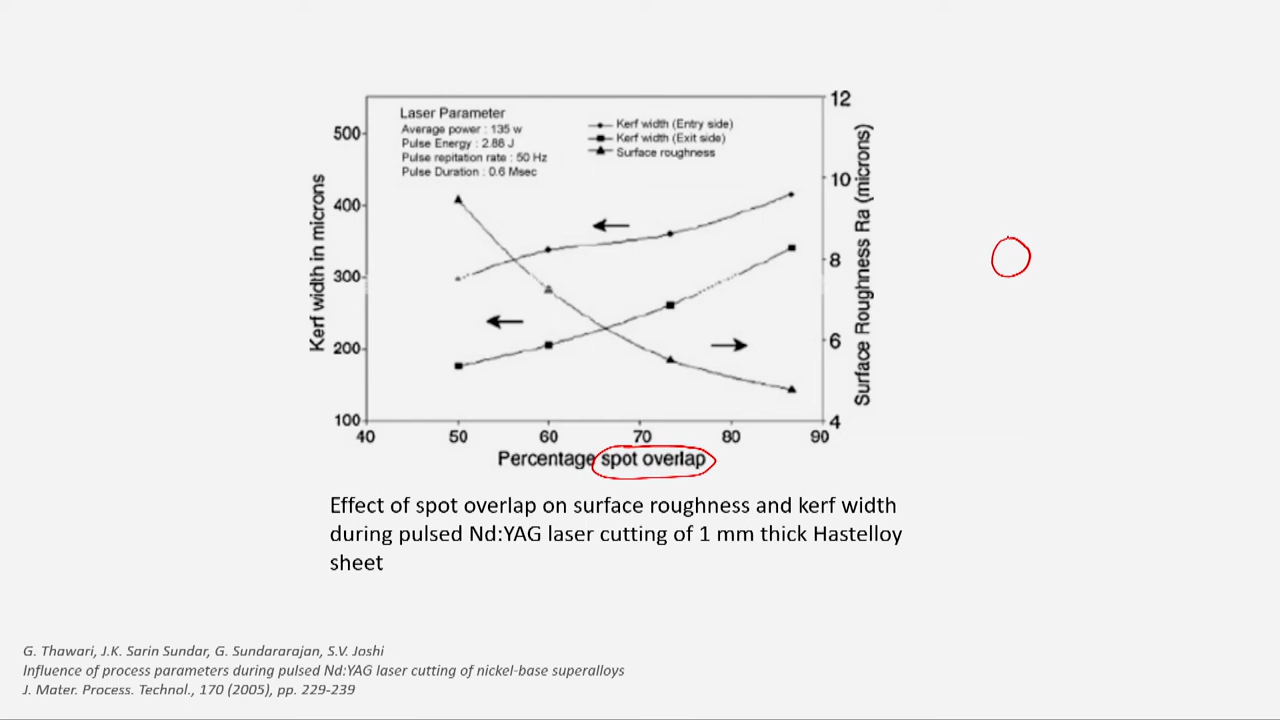 Laser Parameter
Average power : 135 w
Pulse Energy : 2.88 J
Pulse repitation rate : 50 Hz
Pulse Duration : 0.6 Msec
Kerf width (Entry side)
Kerf width (Exit side)
Surface roughness
Kerf width in microns
500
400
300
200
100
12
10
8
6
4
Surface Roughness Ra (microns)
40 50 60 70 80 90
Percentage spot overlap
Effect of spot overlap on surface roughness and kerf width
during pulsed Nd:YAG laser cutting of 1 mm thick Hastelloy
sheet
G. Thawari, J.K. Sarin Sundar, G. Sundararajan, S.V. Joshi
Influence of process parameters during pulsed Nd:YAG laser cutting of nickel-base superalloys
J. Mater. Process. Technol., 170 (2005), pp. 229-239